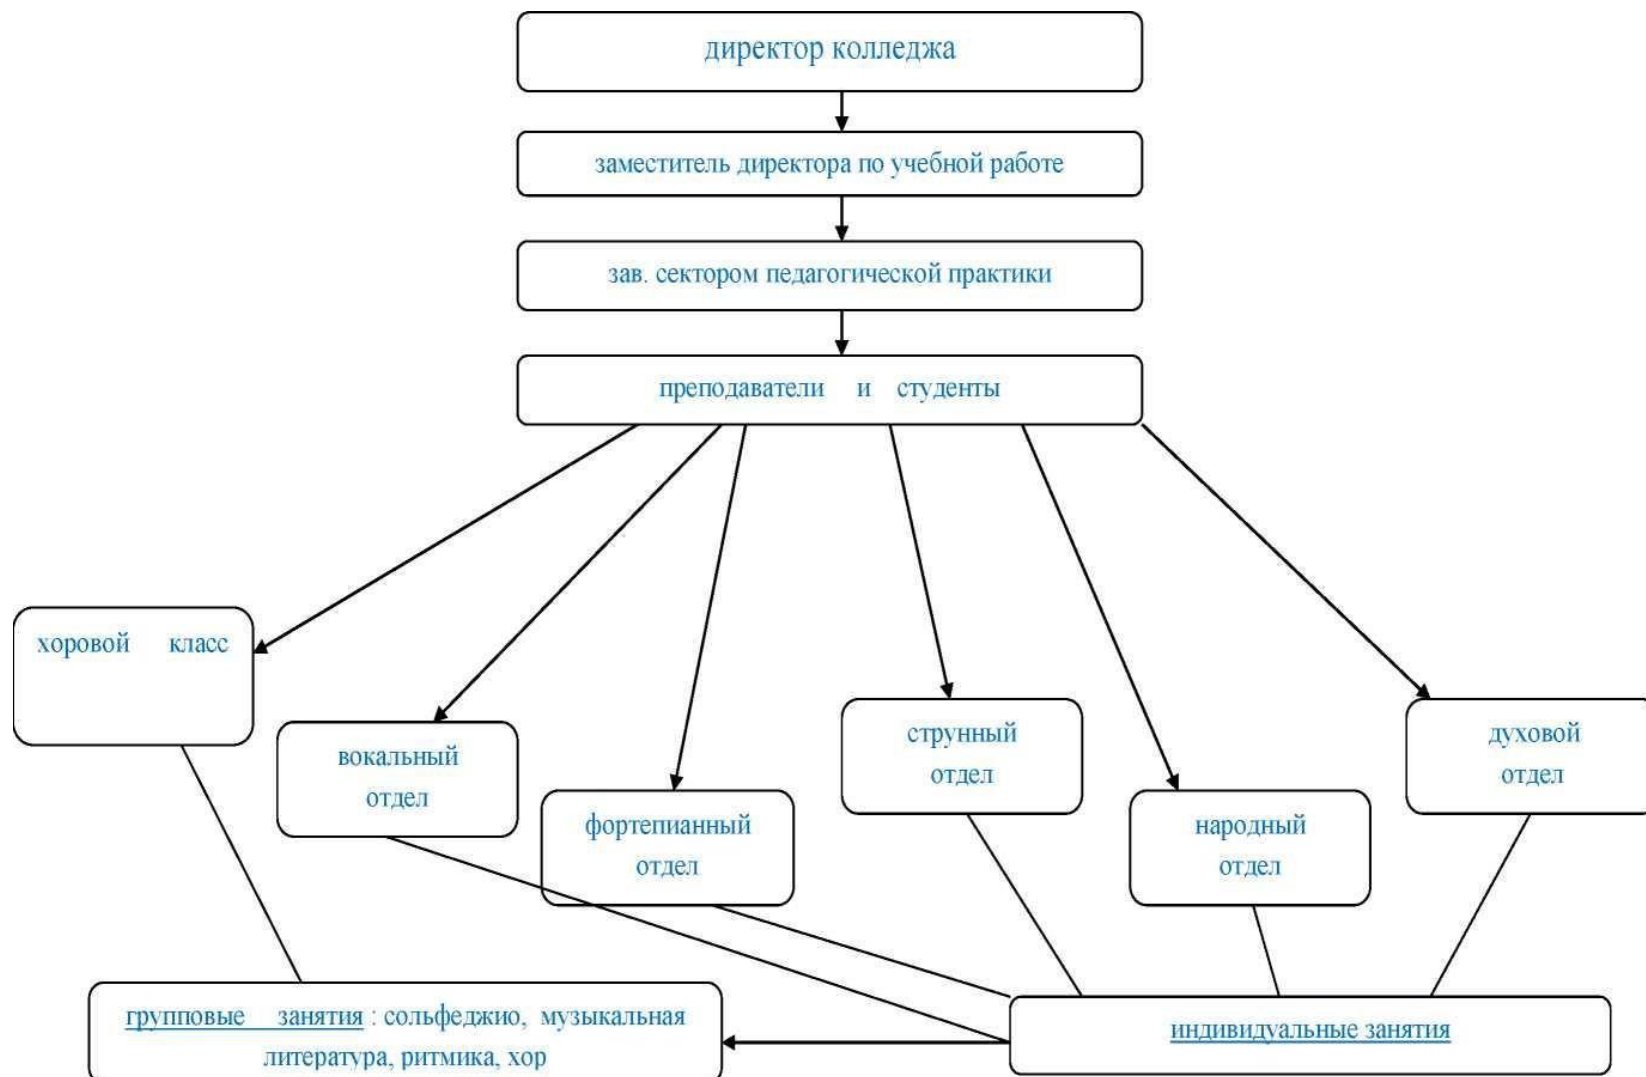 директор колледжа
заместитель директора по учебной работе
зав. сектором педагогической практики
преподаватели и студенты
хоровой класс
вокальный
отдел
фортепианный
отдел
струнный
отдел
народный
отдел
духовой
отдел
групповые занятия : сольфеджио, музыкальная
литература, ритмика, хор
индивидуальные занятия